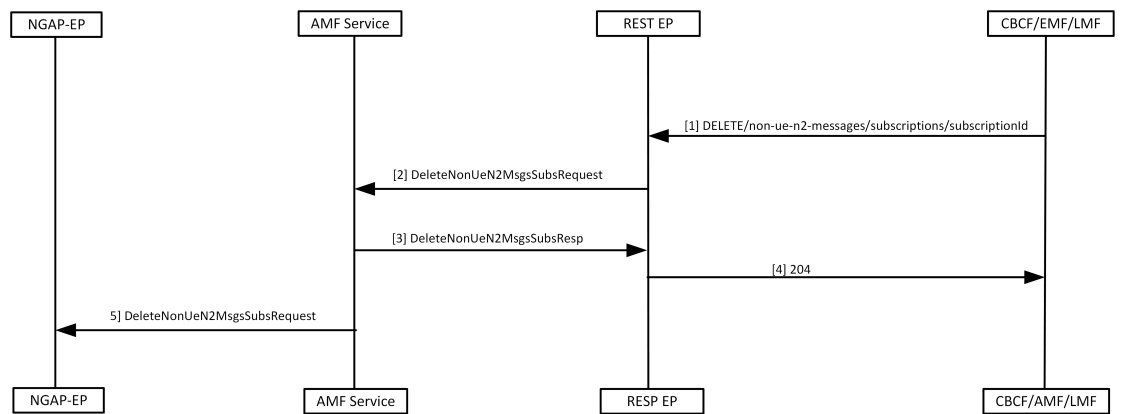 NGAP-EP
AMF Service
REST EP
CBCF/EMF/LMF
[1] DELETE/non-ue-n2-messages/subscriptions/subscriptionId
[2] DeleteNonUeN2MsgsSubsRequest
[3] DeleteNonUeN2MsgsSubsResp
[4] 204
5] DeleteNonUeN2MsgsSubsRequest
NGAP-EP
AMF Service
RESP EP
CBCF/AMF/LMF